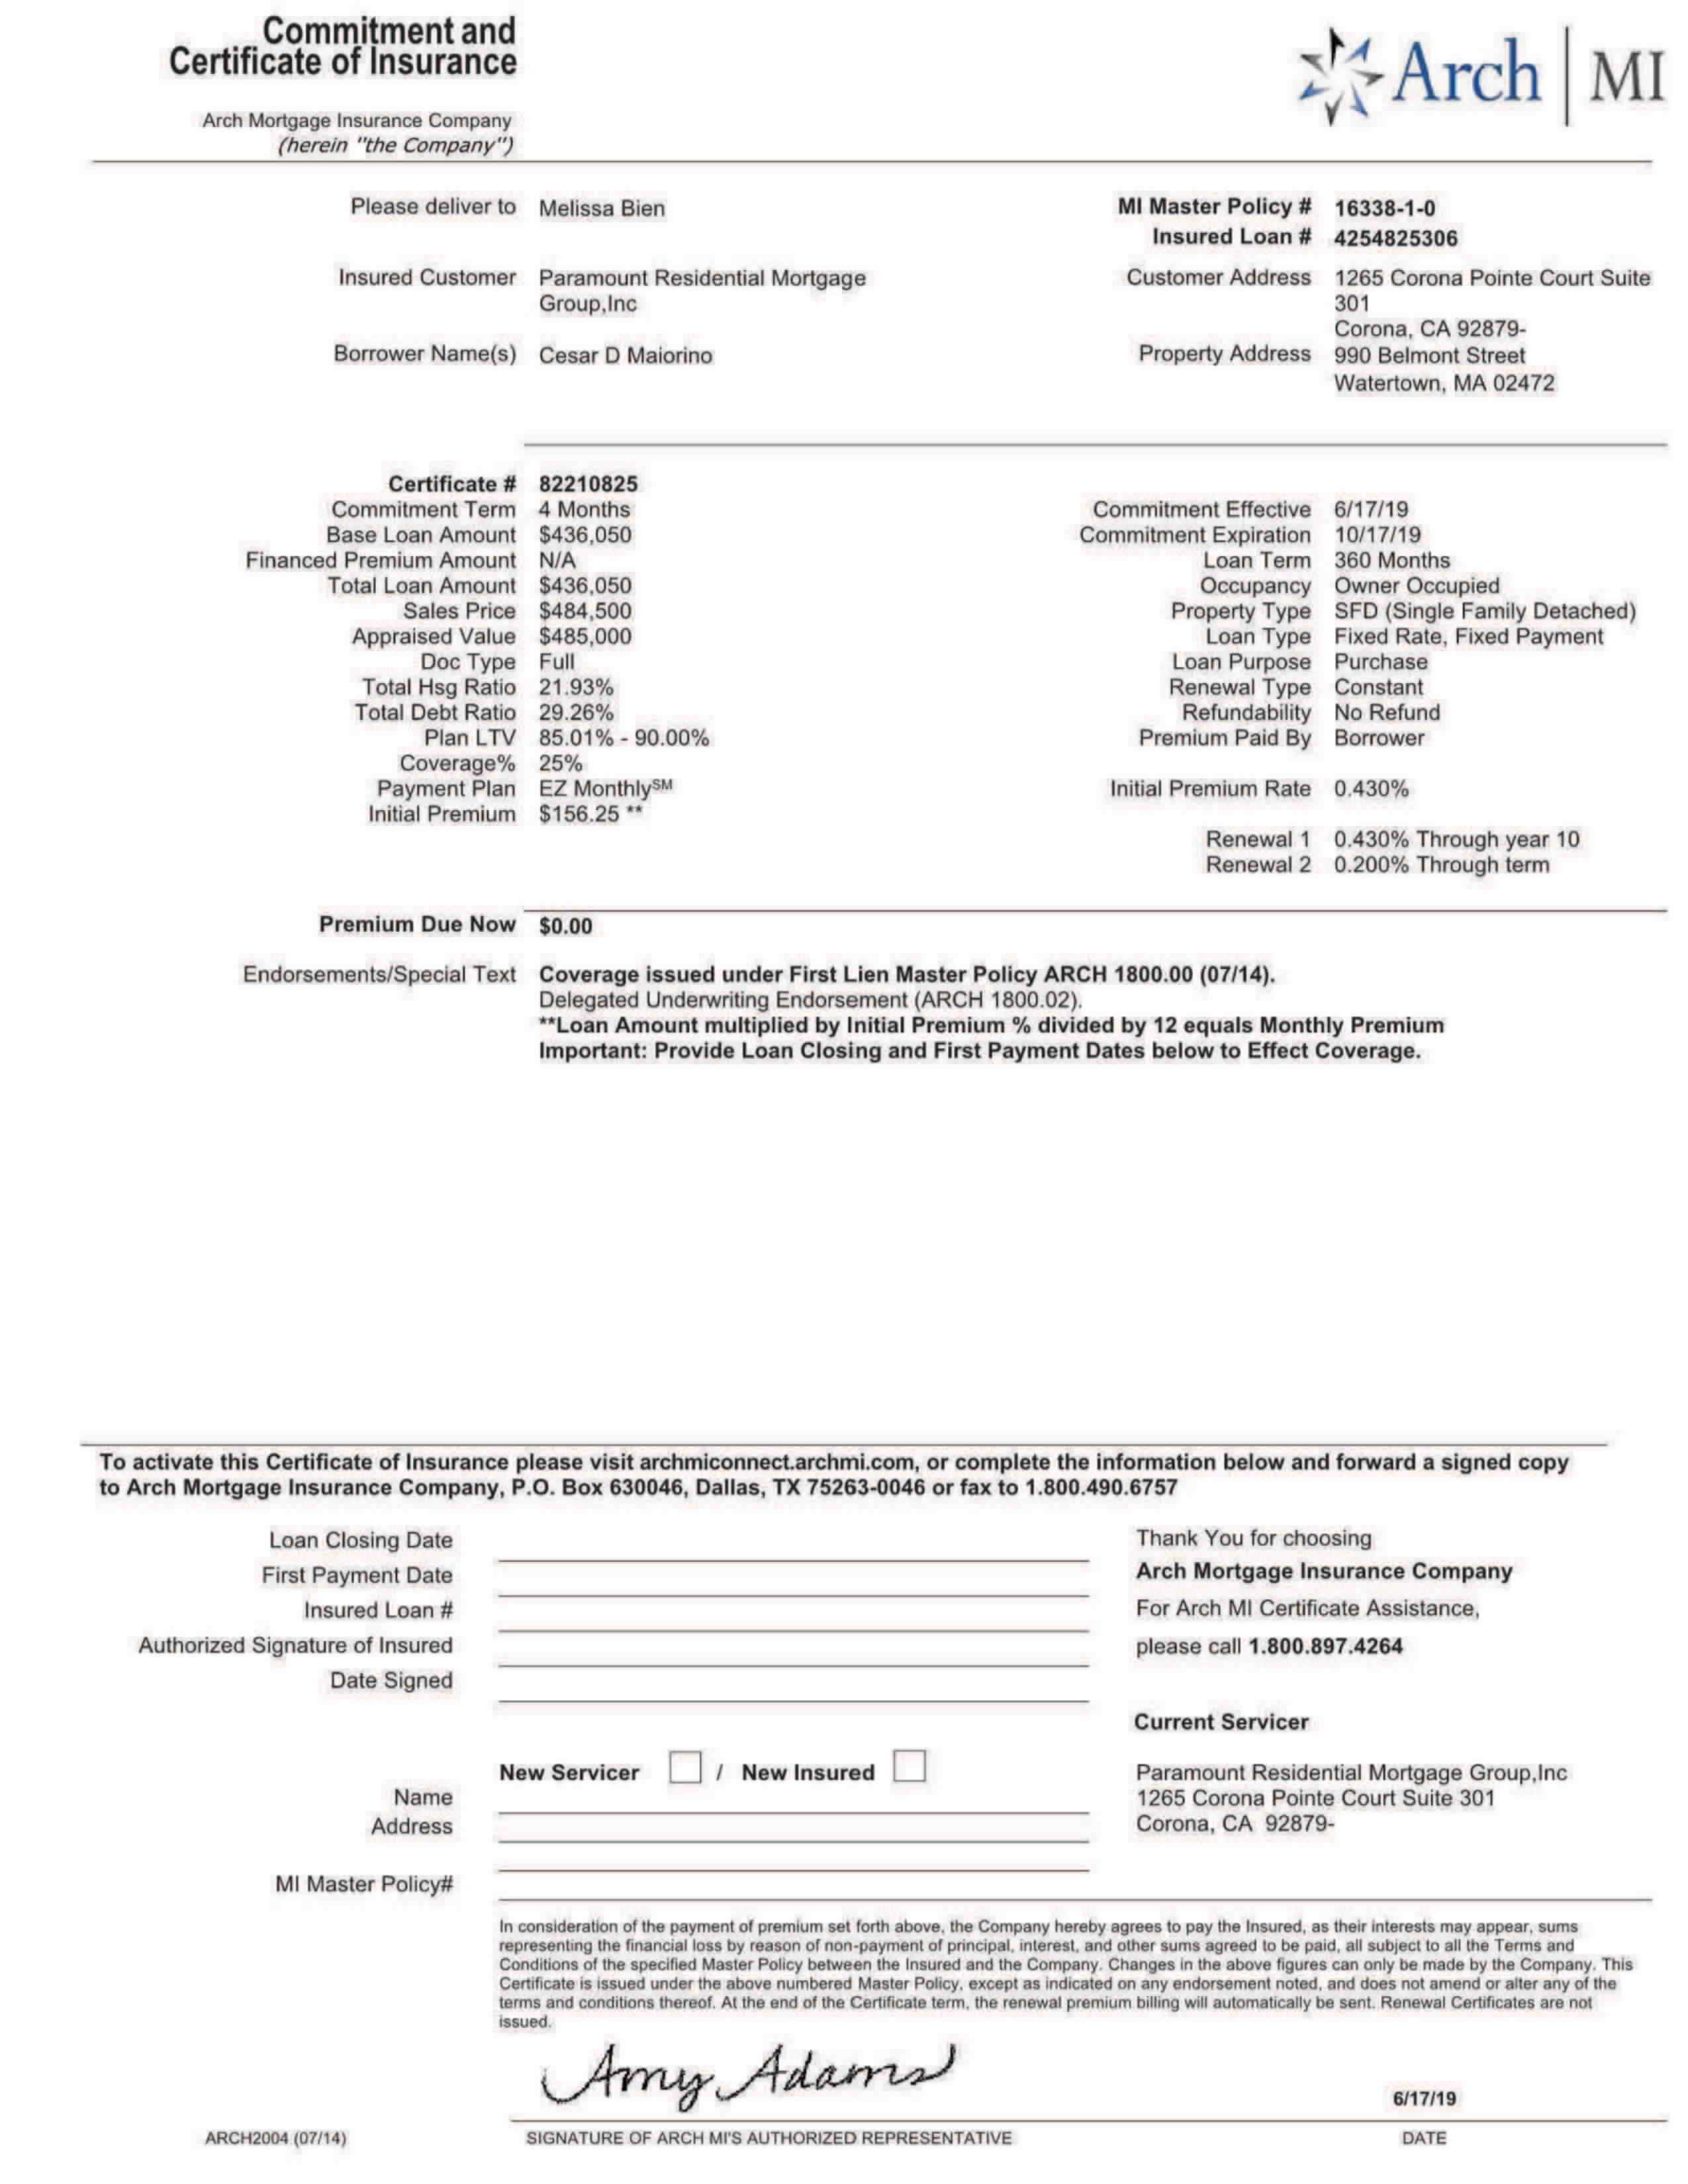 Commitment and
Certificate of Insurance
Arch | MI
Arch Mortgage Insurance Company
(herein "the Company")
Please deliver to Melissa Bien
MI Master Policy # 16338-1-0
Insured Loan # 4254825306
Insured Customer Paramount Residential Mortgage
Group,Inc
Customer Address 1265 Corona Pointe Court Suite
301
Corona, CA 92879-
Borrower Name(s) Cesar D Maiorino
Property Address 990 Belmont Street
Watertown, MA 02472
Certificate # 82210825
Commitment Term 4 Months
Commitment Effective 6/17/19
Base Loan Amount $436,050
Commitment Expiration 10/17/19
Financed Premium Amount N/A
Loan Term 360 Months
Total Loan Amount $436,050
Occupancy Owner Occupied
Sales Price $484,500
Property Type SFD (Single Family Detached)
Appraised Value $485,000
Loan Type Fixed Rate, Fixed Payment
Doc Type Full
Loan Purpose Purchase
Total Hsg Ratio 21.93%
Renewal Type Constant
Total Debt Ratio 29.26%
Refundability No Refund
Plan LTV 85.01% - 90.00%
Premium Paid By Borrower
Coverage% 25%
Payment Plan EZ Monthly℠
Initial Premium Rate 0.430%
Initial Premium $156.25 **
Renewal 1 0.430% Through year 10
Renewal 2 0.200% Through term
Premium Due Now $0.00
Endorsements/Special Text Coverage issued under First Lien Master Policy ARCH 1800.00 (07/14).
Delegated Underwriting Endorsement (ARCH 1800.02).
**Loan Amount multiplied by Initial Premium % divided by 12 equals Monthly Premium
Important: Provide Loan Closing and First Payment Dates below to Effect Coverage.
To activate this Certificate of Insurance please visit archmiconnect.archmi.com, or complete the information below and forward a signed copy
to Arch Mortgage Insurance Company, P.O. Box 630046, Dallas, TX 75263-0046 or fax to 1.800.490.6757
Loan Closing Date
First Payment Date
Insured Loan #
Authorized Signature of Insured
Date Signed
Thank You for choosing
Arch Mortgage Insurance Company
For Arch MI Certificate Assistance,
please call 1.800.897.4264
Current Servicer
New Servicer / New Insured
Name
Address
MI Master Policy#
Paramount Residential Mortgage Group,Inc
1265 Corona Pointe Court Suite 301
Corona, CA 92879-
In consideration of the payment of premium set forth above, the Company hereby agrees to pay the Insured, as their interests may appear, sums
representing the financial loss by reason of non-payment of principal, interest, and other sums agreed to be paid, all subject to all the Terms and
Conditions of the specified Master Policy between the Insured and the Company. Changes in the above figures can only be made by the Company. This
Certificate is issued under the above numbered Master Policy, except as indicated on any endorsement noted, and does not amend or alter any of the
terms and conditions thereof. At the end of the Certificate term, the renewal premium billing will automatically be sent. Renewal Certificates are not
issued.
Amy Adams
6/17/19
ARCH2004 (07/14)
SIGNATURE OF ARCH MI'S AUTHORIZED REPRESENTATIVE
DATE